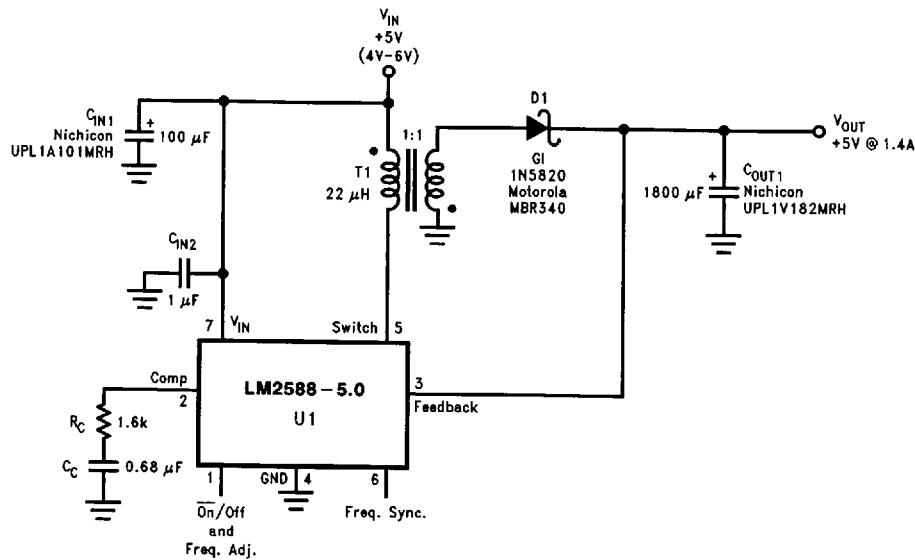 V_IN
+5V
(4V-6V)
C_IN1
Nichicon
UPL1A101MRH
+
100 μF
1:1
T1
22 μH
D1
GI
1N5820
Motorola
MBR340
V_OUT
+5V @ 1.4A
+
1800 μF
C_OUT1
Nichicon
UPL1V182MRH
C_IN2
1 μF
7
V_IN
Switch
5
Comp
2
LM2588-5.0
U1
3
Feedback
R_C
1.6k
C_C
0.68 μF
1
GND
4
6
On/Off
and
Freq. Adj.
Freq. Sync.